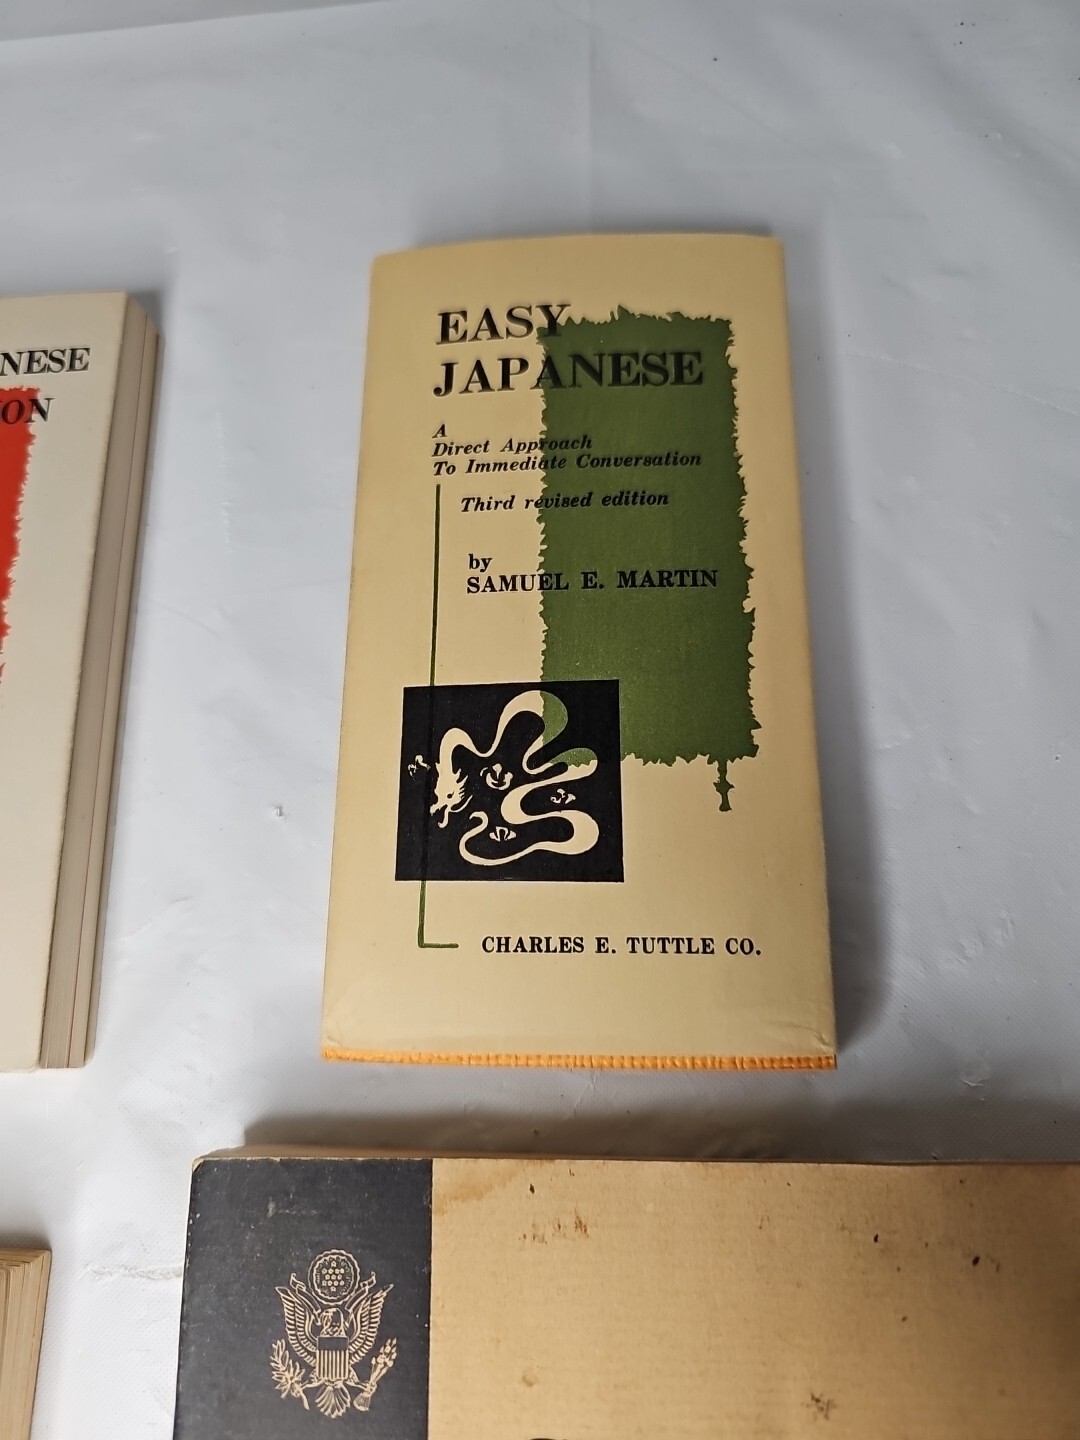 EASY
JAPANESE
A
Direct Approach
To Immediate Conversation
Third revised edition
by
SAMUEL E. MARTIN
CHARLES E. TUTTLE CO.
NESE
ON